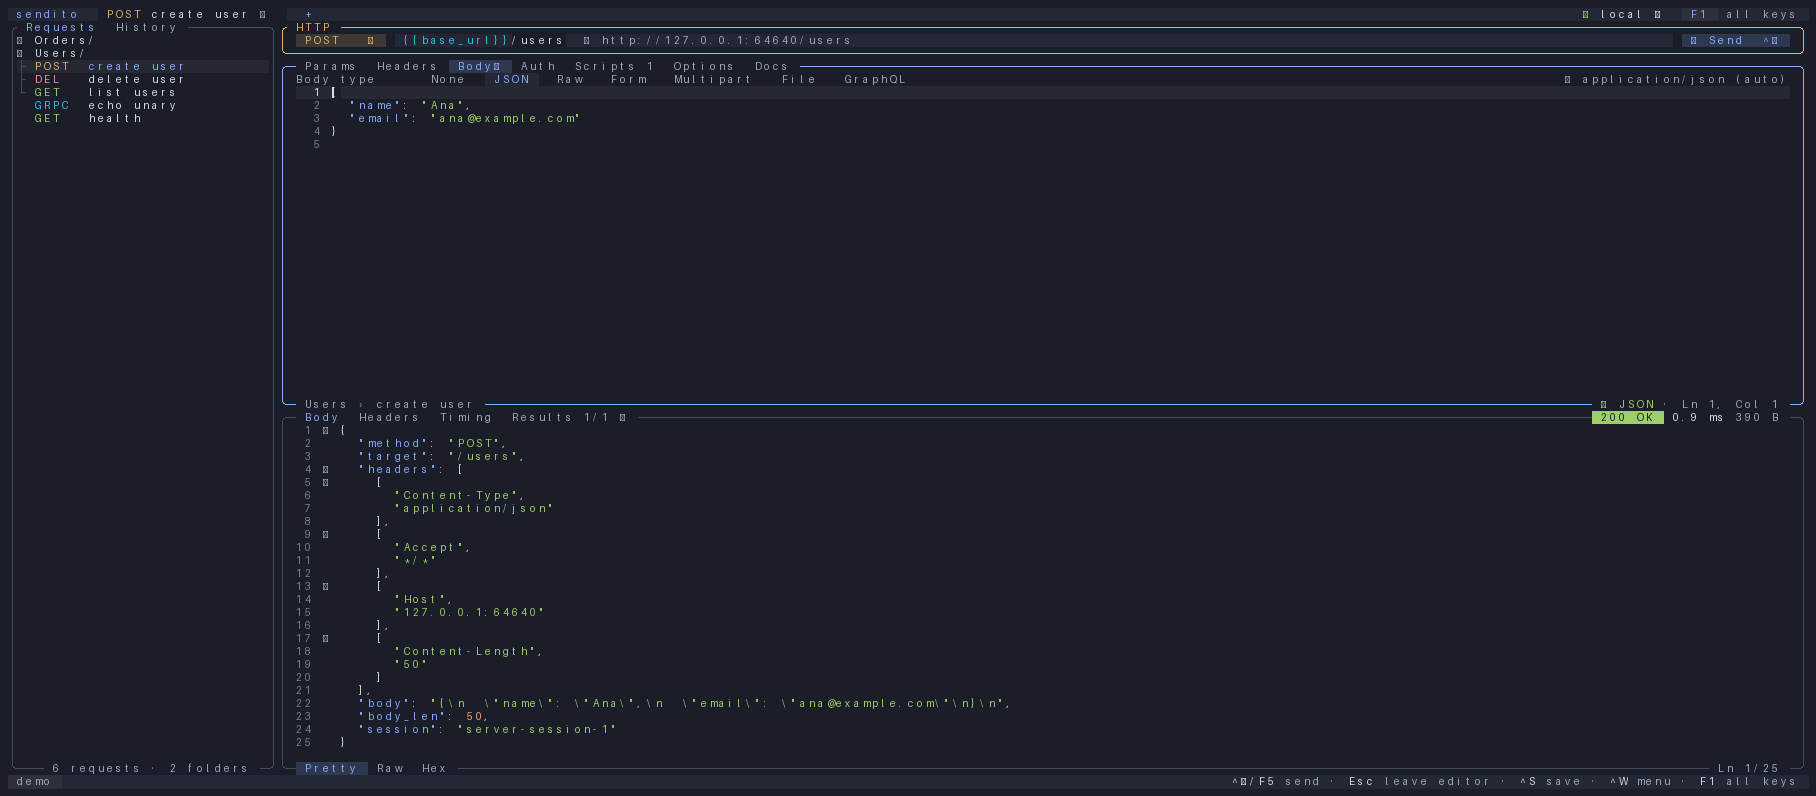 sendito POST create user + local F1 all keys
Requests History
HTTP
Orders/
POST {{base_url}}/users http://127.0.0.1:64640/users Send ^
Users/
POST create user
Params Headers Body Auth Scripts 1 Options Docs
DEL delete user
Body type None JSON Raw Form Multipart File GraphQL application/json (auto)
GET list users
1 {
GRPC echo unary
2 "name": "Ana",
GET health
3 "email": "ana@example.com"
4 }
5
Users › create user JSON · Ln 1, Col 1
Body Headers Timing Results 1/1 200 OK 0.9 ms 390 B
1 {
2 "method": "POST",
3 "target": "/users",
4 "headers": [
5 [
6 "Content-Type",
7 "application/json"
8 ],
9 [
10 "Accept",
11 "*/*"
12 ],
13 [
14 "Host",
15 "127.0.0.1:64640"
16 ],
17 [
18 "Content-Length",
19 "50"
20 ]
21 ],
22 "body": "{\n  \"name\": \"Ana\",\n  \"email\": \"ana@example.com\"\n}\n",
23 "body_len": 50,
24 "session": "server-session-1"
25 }
6 requests · 2 folders
Pretty Raw Hex Ln 1/25
demo ^/F5 send · Esc leave editor · ^S save · ^W menu · F1 all keys